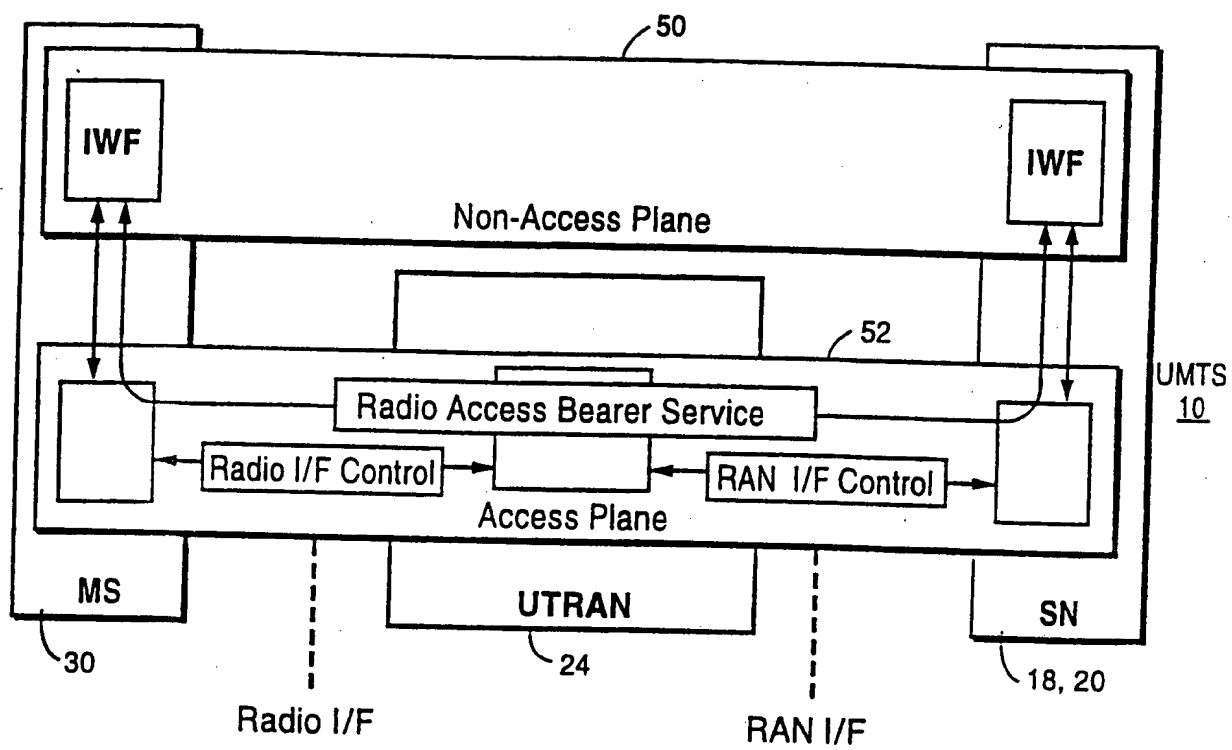 50
IWF
IWF
Non-Access Plane
52
UMTS
10
Radio Access Bearer Service
Radio I/F Control
RAN I/F Control
Access Plane
MS
UTRAN
SN
30
24
18, 20
Radio I/F
RAN I/F